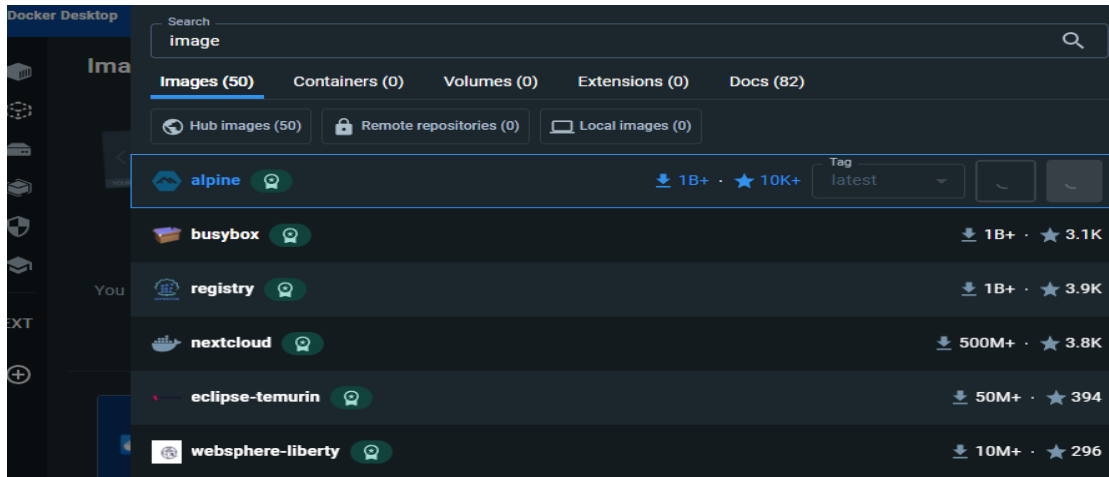 Docker Desktop
Search
image
Ima
Images (50) Containers (0) Volumes (0) Extensions (0) Docs (82)
Hub images (50) Remote repositories (0) Local images (0)
alpine 1B+ · 10K+ Tag latest
busybox 1B+ · 3.1K
registry 1B+ · 3.9K
You
nextcloud 500M+ · 3.8K
EXT
eclipse-temurin 50M+ · 394
websphere-liberty 10M+ · 296